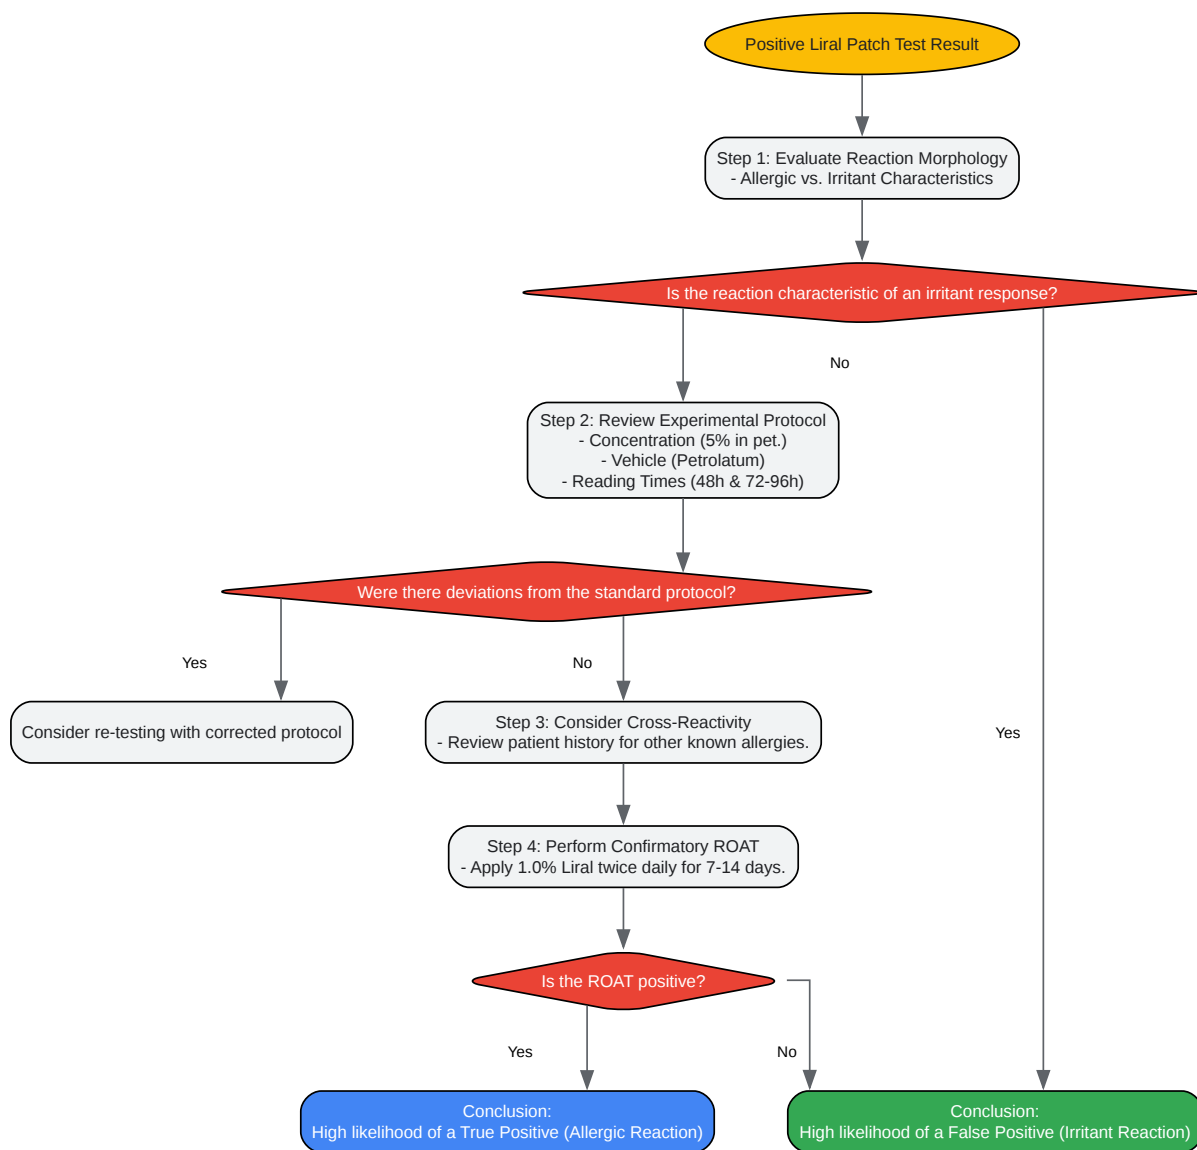 Positive Liral Patch Test Result
Step 1: Evaluate Reaction Morphology
- Allergic vs. Irritant Characteristics
Is the reaction characteristic of an irritant response?
No
Step 2: Review Experimental Protocol
- Concentration (5% in pet.)
- Vehicle (Petrolatum)
- Reading Times (48h & 72-96h)
Were there deviations from the standard protocol?
Yes
No
Consider re-testing with corrected protocol
Step 3: Consider Cross-Reactivity
- Review patient history for other known allergies.
Yes
Step 4: Perform Confirmatory ROAT
- Apply 1.0% Liral twice daily for 7-14 days.
Is the ROAT positive?
Yes
No
Conclusion:
High likelihood of a True Positive (Allergic Reaction)
Conclusion:
High likelihood of a False Positive (Irritant Reaction)